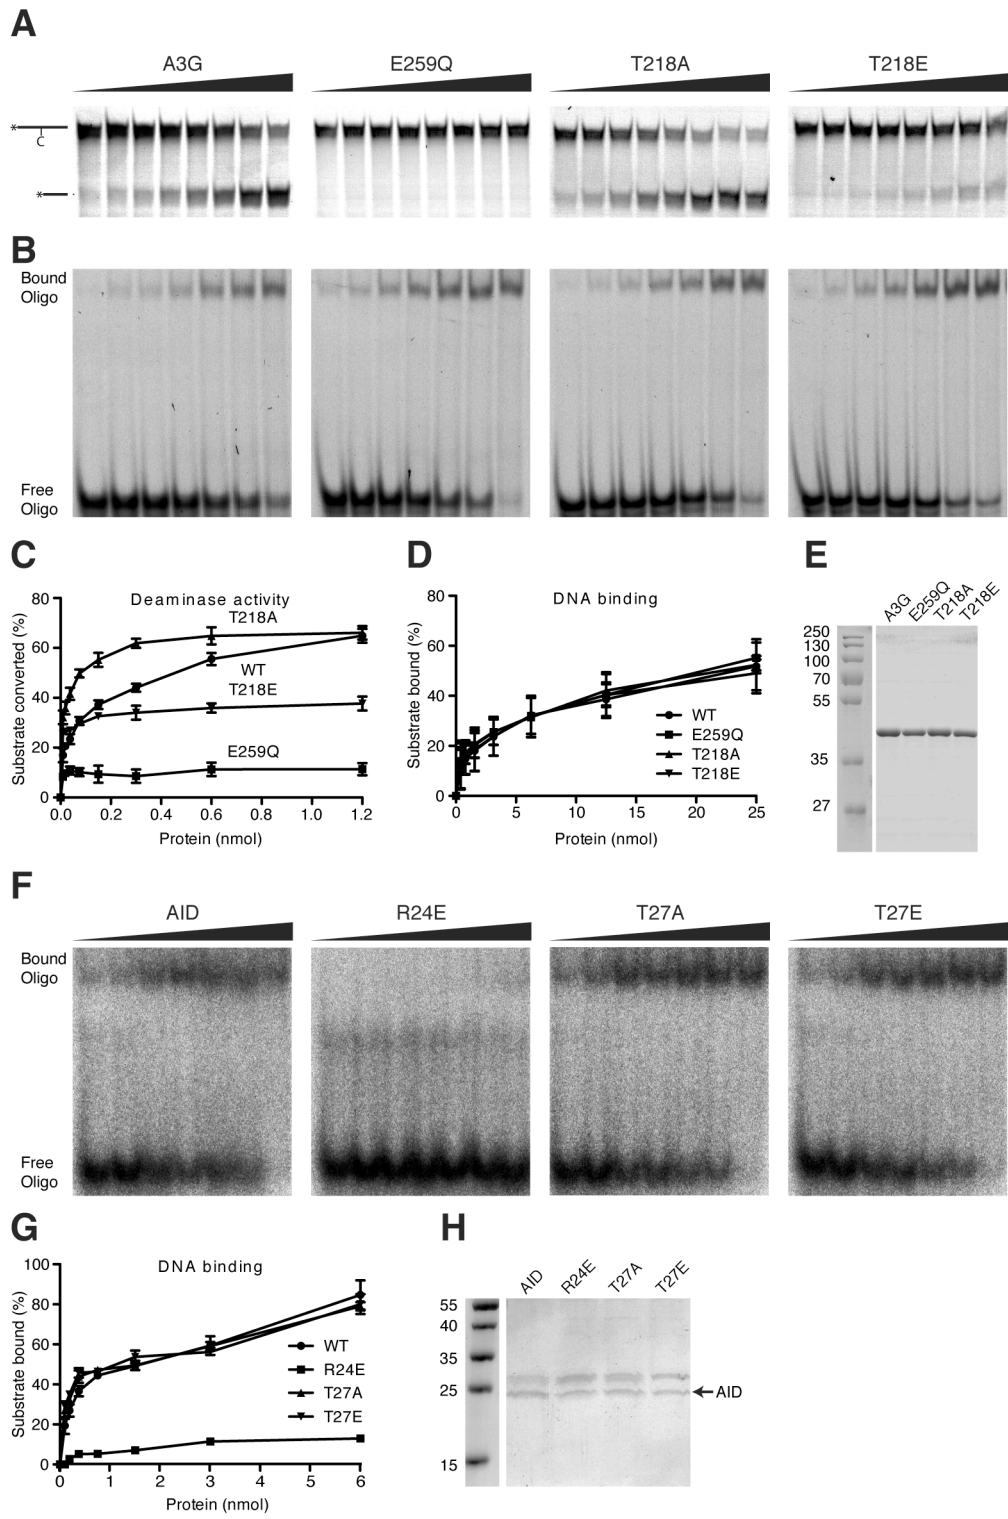 A
A3G
E259Q
T218A
T218E
*
C
*
B
Bound
Oligo
Free
Oligo
C
Deaminase activity
Substrate converted (%)
80
60
40
20
0
T218A
WT
T218E
E259Q
0.0
0.2
0.4
0.6
0.8
1.0
1.2
Protein (nmol)
D
DNA binding
Substrate bound (%)
80
60
40
20
0
WT
E259Q
T218A
T218E
0
5
10
15
20
25
Protein (nmol)
E
A3G
E259Q
T218A
T218E
250
130
100
70
55
35
27
F
AID
R24E
T27A
T27E
Bound
Oligo
Free
Oligo
G
DNA binding
Substrate bound (%)
100
80
60
40
20
0
WT
R24E
T27A
T27E
0
1
2
3
4
5
6
Protein (nmol)
H
AID
R24E
T27A
T27E
55
40
35
25
15
AID